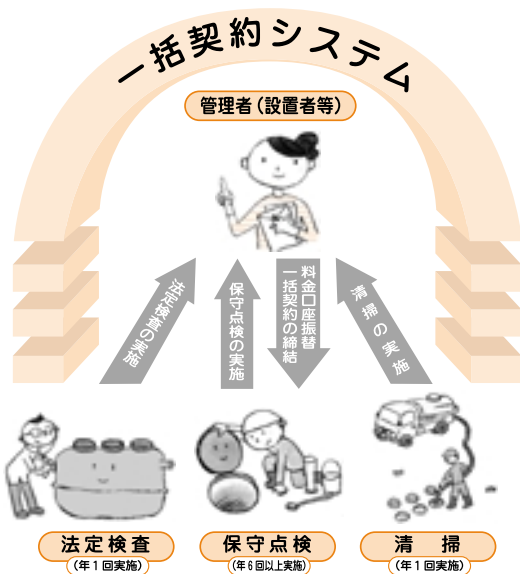 一括契約システム
管理者（設置者等）
法定検査の実施
保守点検の実施
料金口座振替
一括契約の締結
清掃の実施
法定検査
（年1回実施）
保守点検
（年6回以上実施）
清掃
（年1回実施）